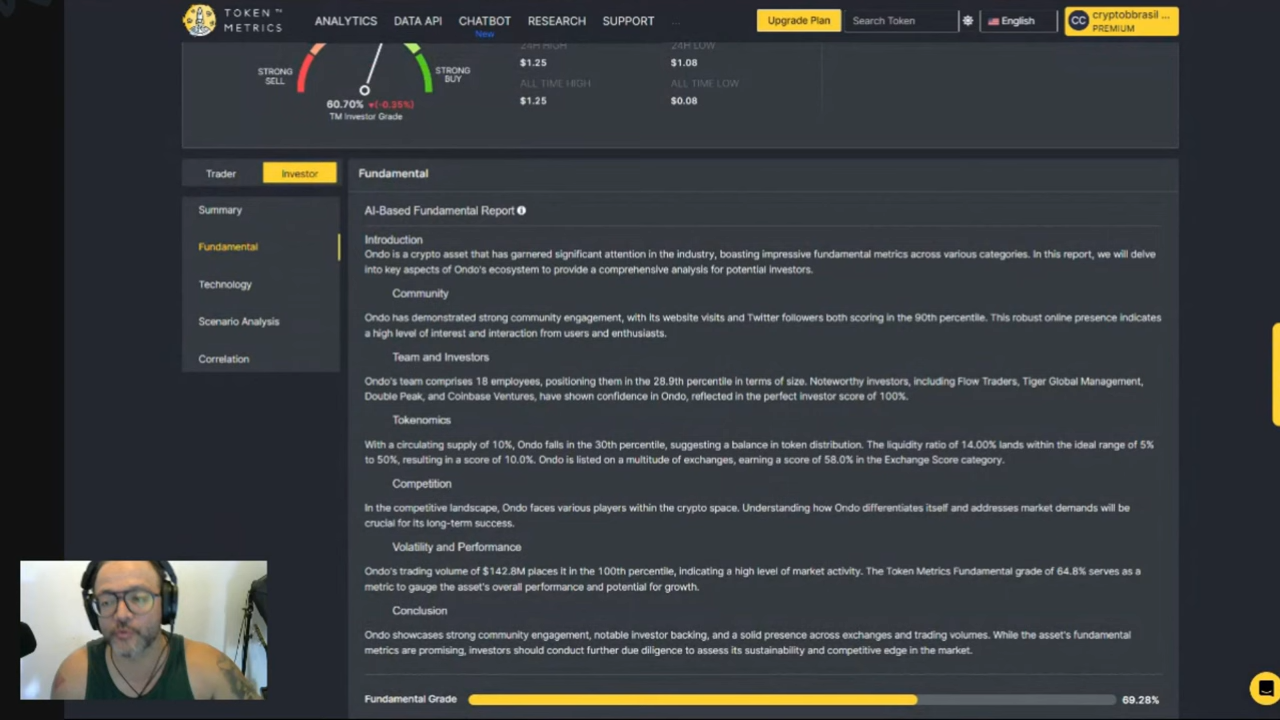 TOKEN ™
METRICS
ANALYTICS
DATA API
CHATBOT
New
RESEARCH
SUPPORT
...
Upgrade Plan
Search Token
English
CC
cryptobbrasil ...
PREMIUM
STRONG
SELL
STRONG
BUY
60.70% ▾(-0.35%)
TM Investor Grade
24H HIGH
$1.25
24H LOW
$1.08
ALL TIME HIGH
$1.25
ALL TIME LOW
$0.08
Trader
Investor
Summary
Fundamental
Technology
Scenario Analysis
Correlation
Fundamental
AI-Based Fundamental Report
Introduction
Ondo is a crypto asset that has garnered significant attention in the industry, boasting impressive fundamental metrics across various categories. In this report, we will delve
into key aspects of Ondo's ecosystem to provide a comprehensive analysis for potential investors.
Community
Ondo has demonstrated strong community engagement, with its website visits and Twitter followers both scoring in the 90th percentile. This robust online presence indicates
a high level of interest and interaction from users and enthusiasts.
Team and Investors
Ondo's team comprises 18 employees, positioning them in the 28.9th percentile in terms of size. Noteworthy investors, including Flow Traders, Tiger Global Management,
Double Peak, and Coinbase Ventures, have shown confidence in Ondo, reflected in the perfect investor score of 100%.
Tokenomics
With a circulating supply of 10%, Ondo falls in the 30th percentile, suggesting a balance in token distribution. The liquidity ratio of 14.00% lands within the ideal range of 5%
to 50%, resulting in a score of 10.0%. Ondo is listed on a multitude of exchanges, earning a score of 58.0% in the Exchange Score category.
Competition
In the competitive landscape, Ondo faces various players within the crypto space. Understanding how Ondo differentiates itself and addresses market demands will be
crucial for its long-term success.
Volatility and Performance
Ondo's trading volume of $142.8M places it in the 100th percentile, indicating a high level of market activity. The Token Metrics Fundamental grade of 64.8% serves as a
metric to gauge the asset's overall performance and potential for growth.
Conclusion
Ondo showcases strong community engagement, notable investor backing, and a solid presence across exchanges and trading volumes. While the asset's fundamental
metrics are promising, investors should conduct further due diligence to assess its sustainability and competitive edge in the market.
Fundamental Grade
69.28%